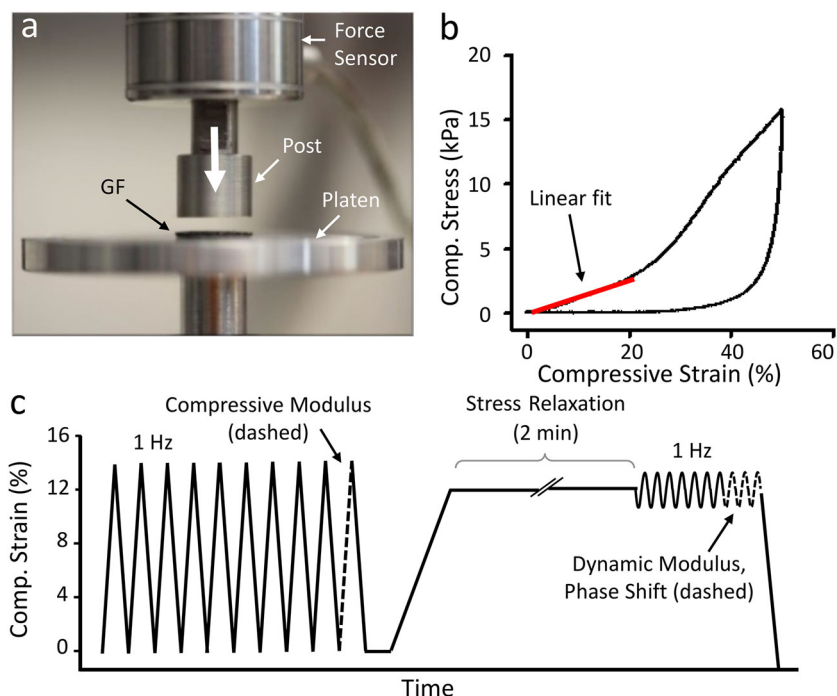 a
Force
Sensor
Post
GF
Platen
b
20
15
10
5
0
Comp. Stress (kPa)
Linear fit
0 20 40 60
Compressive Strain (%)
c
Compressive Modulus
(dashed)
1 Hz
Stress Relaxation
(2 min)
1 Hz
16
12
8
4
0
Comp. Strain (%)
Dynamic Modulus,
Phase Shift (dashed)
Time